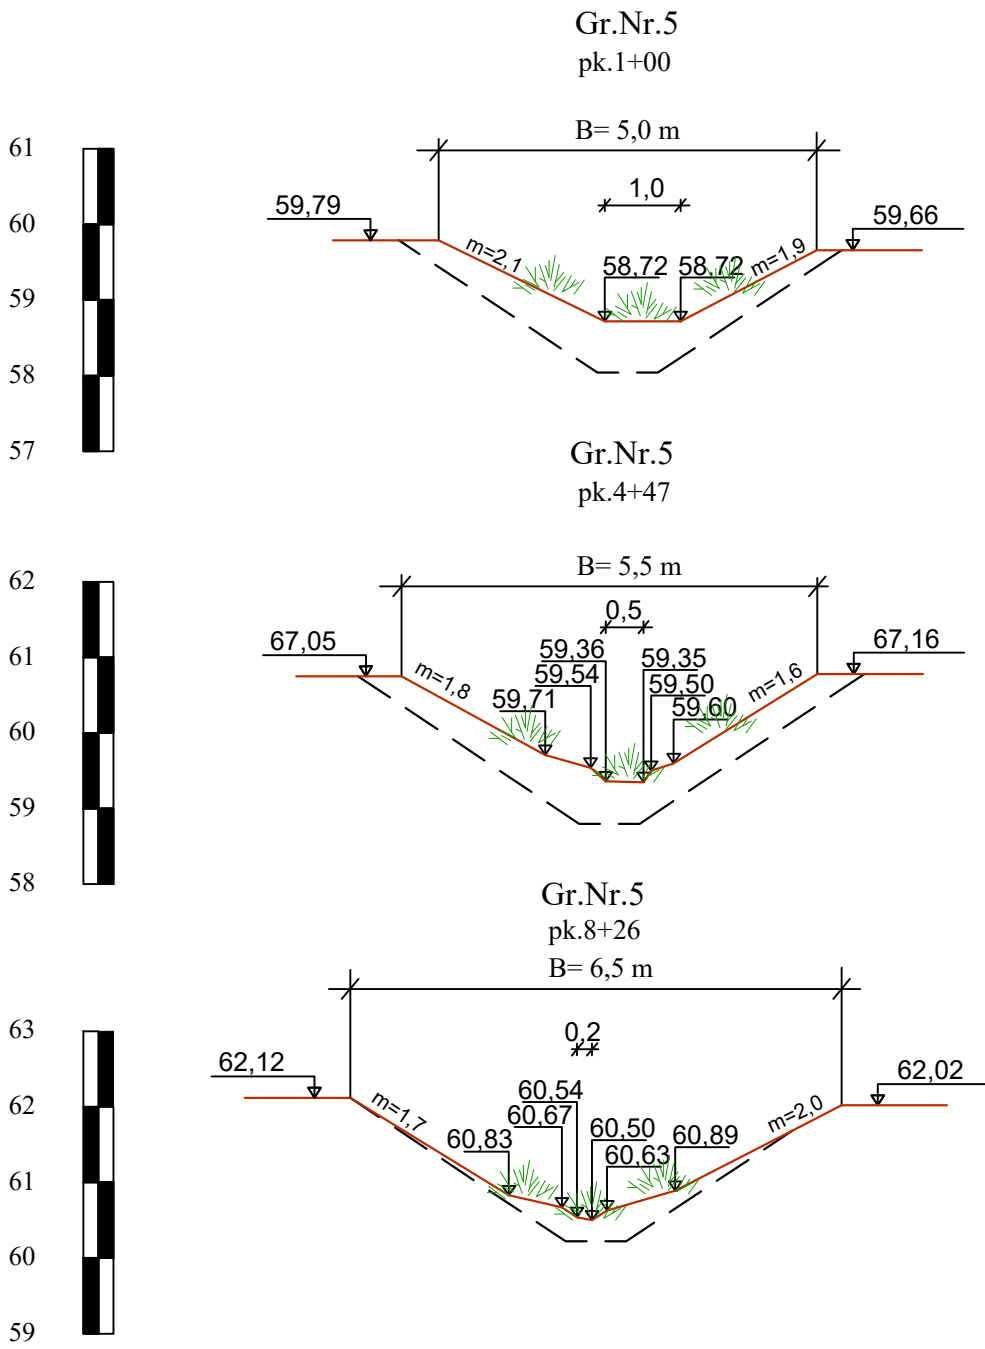 Gr.Nr.5
pk.1+00
B= 5,0 m
61
1,0
60
59,79
59,66
m=2,1
m=1,9
58,72
58,72
59
58
57
Gr.Nr.5
pk.4+47
B= 5,5 m
62
0,5
61
67,05
67,16
59,36
59,35
59,54
59,50
m=1,8
m=1,6
59,71
59,60
60
59
58
Gr.Nr.5
pk.8+26
B= 6,5 m
63
0,2
62,12
62,02
62
60,54
60,67
60,50
m=1,7
m=2,0
60,83
60,63
60,89
61
60
59